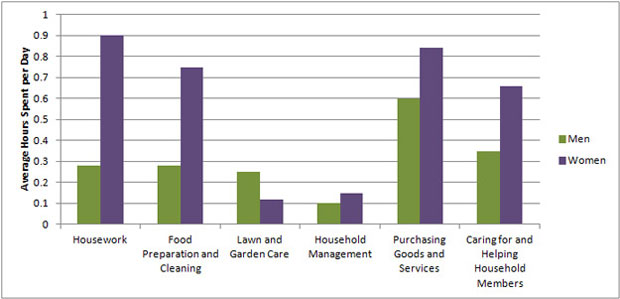 Average Hours Spent per Day
1
0.9
0.8
0.7
0.6
0.5
0.4
0.3
0.2
0.1
0
Housework
Food
Preparation and
Cleaning
Lawn and
Garden Care
Household
Management
Purchasing
Goods and
Services
Caring for and
Helping
Household
Members
Men
Women